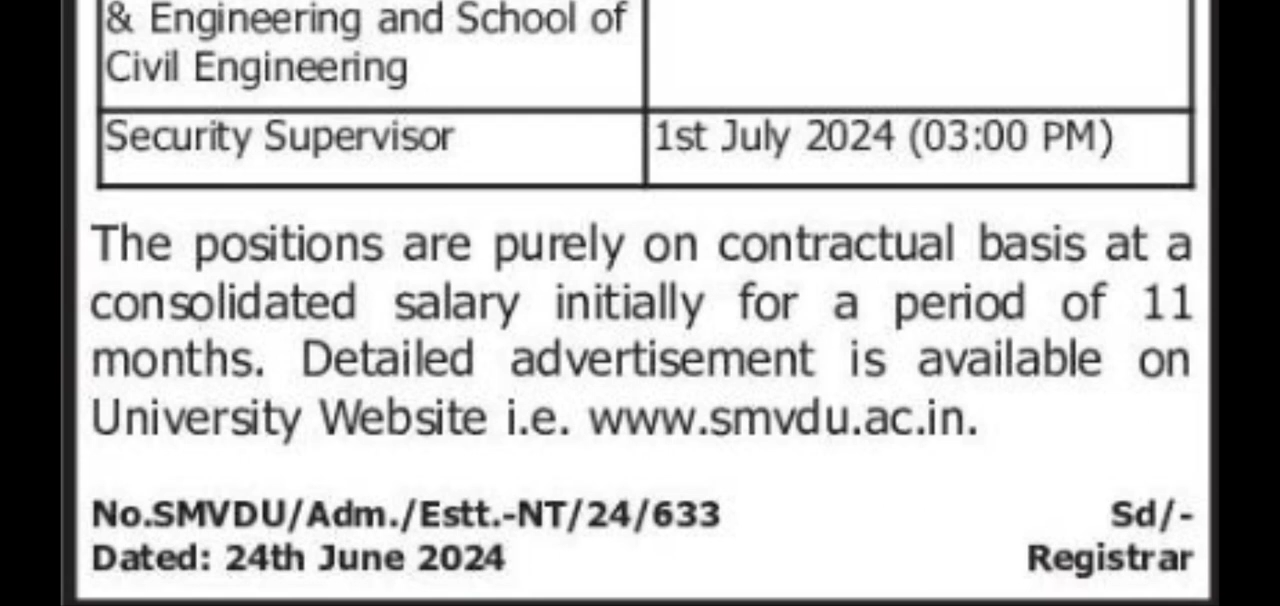 & Engineering and School of
Civil Engineering
Security Supervisor 1st July 2024 (03:00 PM)
The positions are purely on contractual basis at a
consolidated salary initially for a period of 11
months. Detailed advertisement is available on
University Website i.e. www.smvdu.ac.in.
No.SMVDU/Adm./Estt.-NT/24/633 Sd/-
Dated: 24th June 2024 Registrar